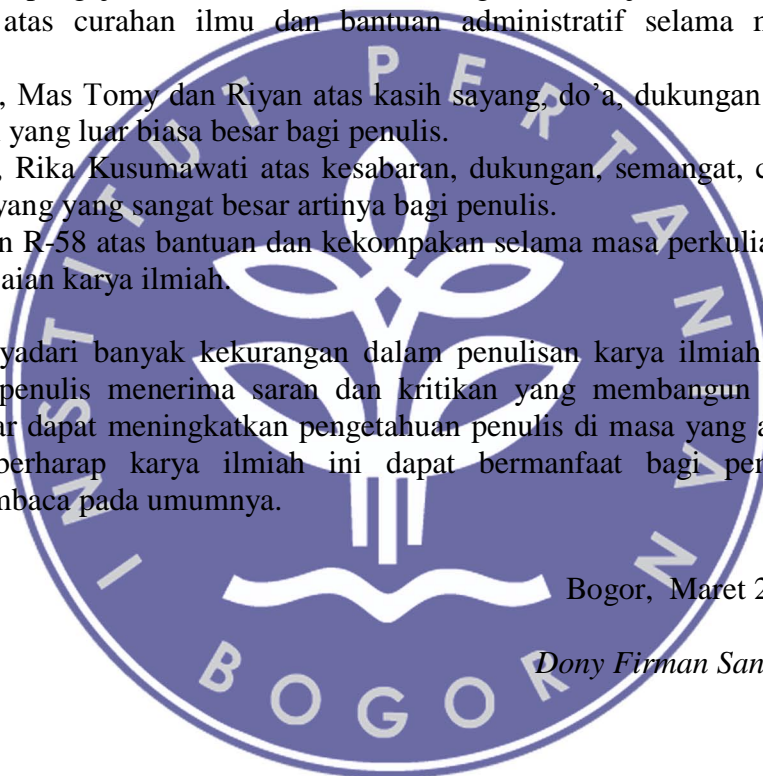 atas curahan ilmu dan bantuan administratif selama
, Mas Tomy dan Riyan atas kasih sayang, do’a, dukungan
yang luar biasa besar bagi penulis.
, Rika Kusumawati atas kesabaran, dukungan, semangat, c
yang yang sangat besar artinya bagi penulis.
n R-58 atas bantuan dan kekompakan selama masa perkulia
aian karya ilmiah.
yadari banyak kekurangan dalam penulisan karya ilmiah
penulis menerima saran dan kritikan yang membangun
ar dapat meningkatkan pengetahuan penulis di masa yang a
berharap karya ilmiah ini dapat bermanfaat bagi pen
mbaca pada umumnya.
Bogor, Maret 2
Dony Firman San
INSTITUT PERTANIAN
BOGOR